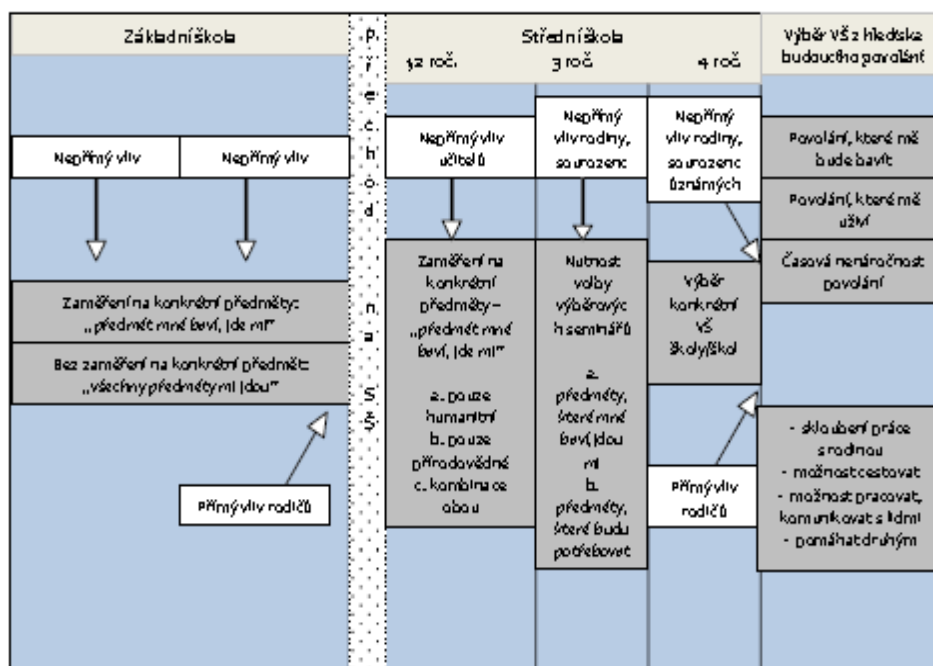 Základní škola
Přechod na SŠ
Střední škola
1,2 roč.
3 roč.
4 roč.
Výběr VŠ z hlediska
budoucího povolání
Nepřímý vliv
Nepřímý vliv
Nepřímý vliv
učitelů
Nepřímý
vliv rodiny,
sourozenc
Nepřímý
vliv rodiny,
sourozenc
ů známých
Povolání, které mě
bude bavit
Povolání, které mě
uživí
Časová nenáročnost
povolání
Zaměření na konkrétní předměty:
„předmět mně baví, jde mi”
Bez zaměření na konkrétní předmět:
„všechny předměty mi jdou”
Přímý vliv rodičů
Zaměření na
konkrétní
předměty –
„předmět mne
baví, jde mi”
a. pouze
humanitní
b. pouze
přírodovědné
c. kombinace
obou
Nutnost
volby
výběrovýc
h seminářů
a.
předměty,
které mne
baví, jdou
mi
b.
předměty,
které budu
potřebovat
Výběr
konkrétní
VŠ
školy/škol
Přímý vliv
rodičů
- skloubení práce
s rodinou
- možnost cestovat
- možnost pracovat,
komunikovat s lidmi
- pomáhat druhým